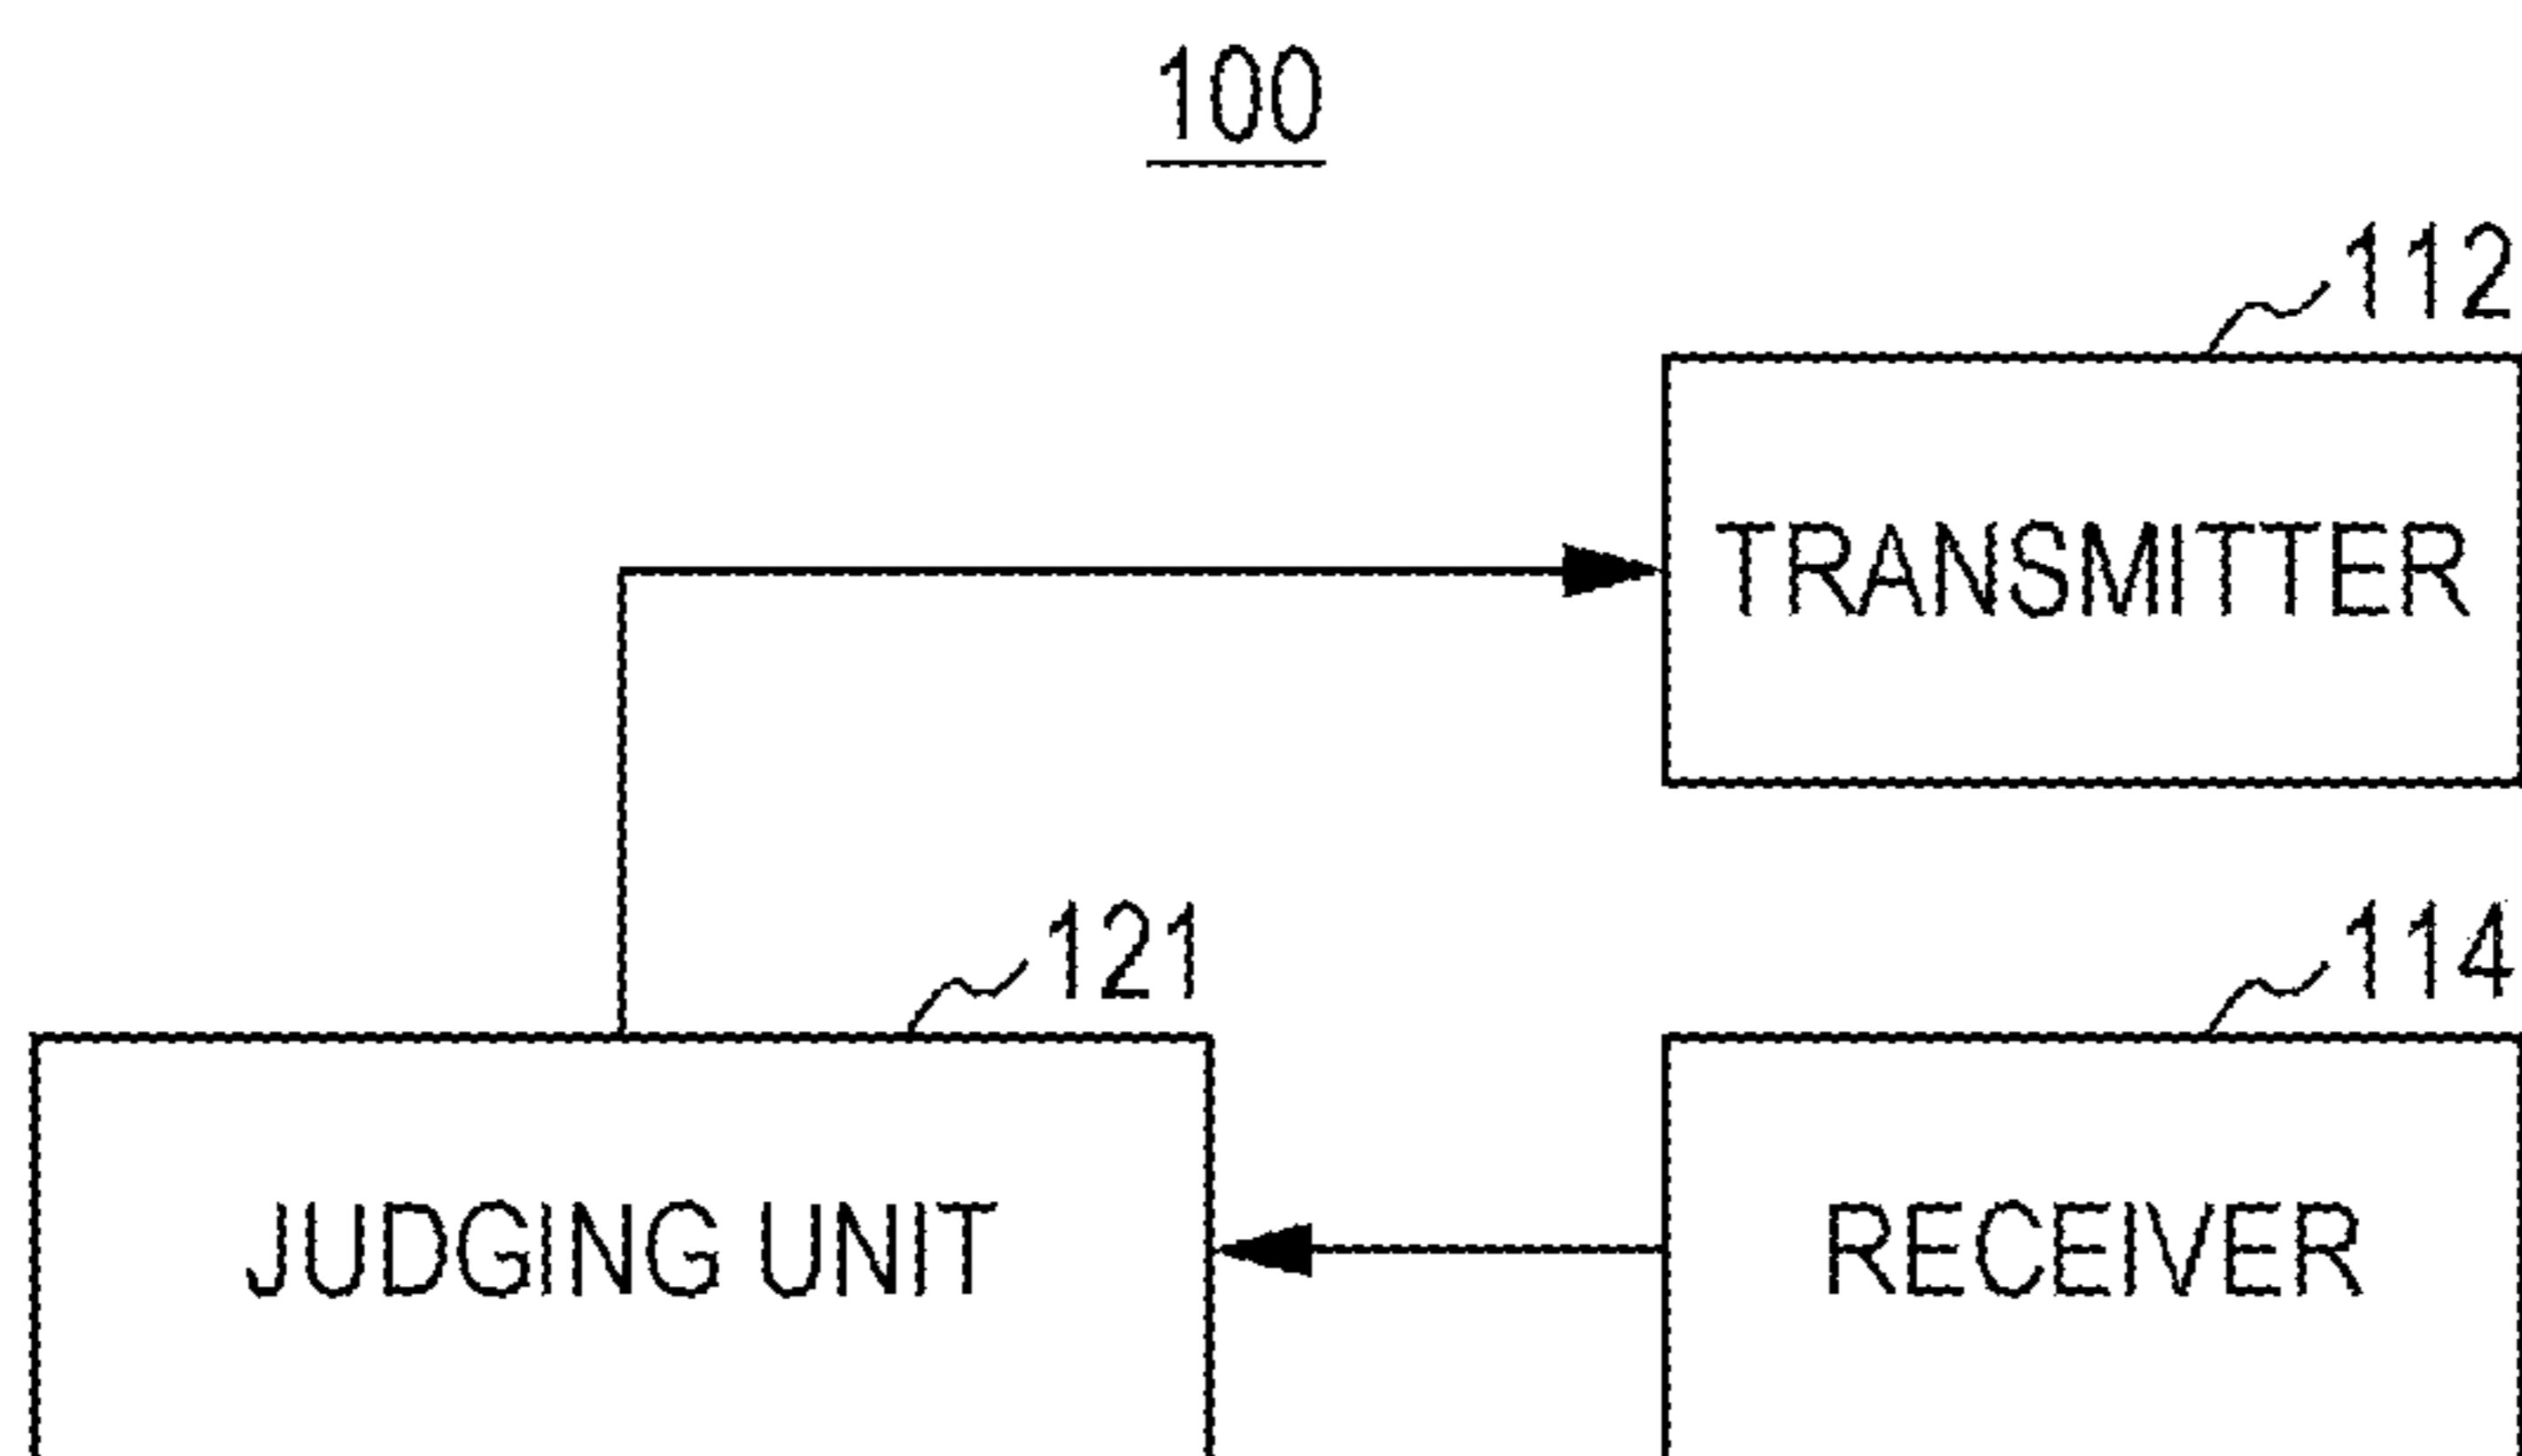 100
112
TRANSMITTER
121
114
JUDGING UNIT
RECEIVER